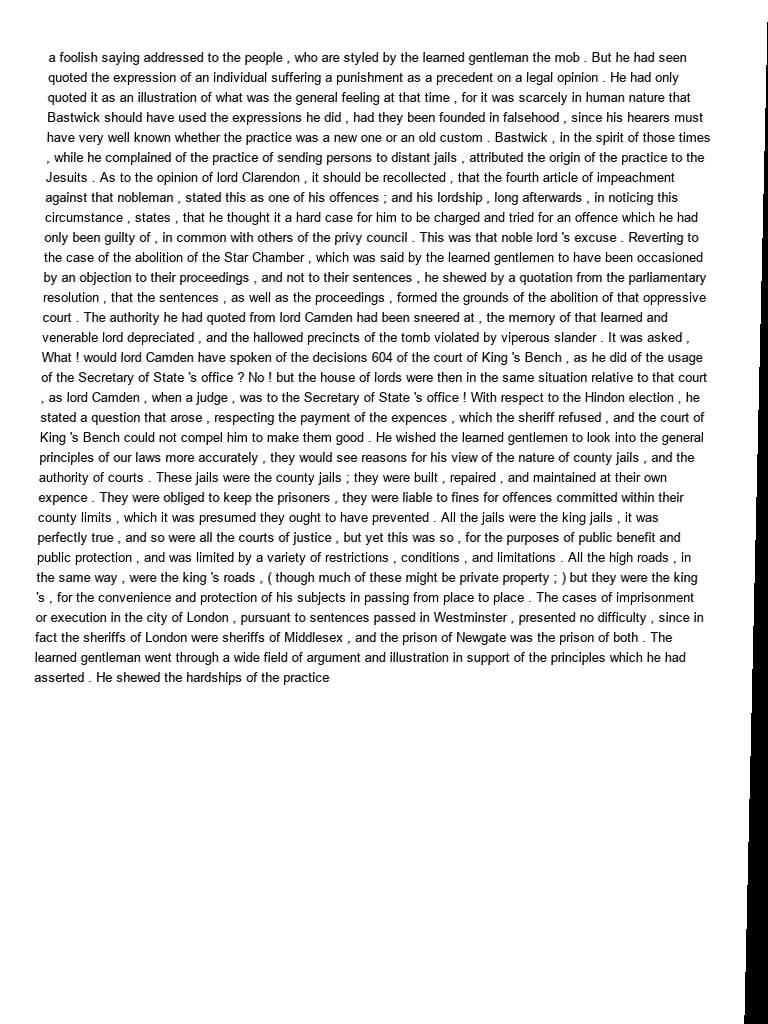 a foolish saying addressed to the people , who are styled by the learned gentleman the mob . But he had seen
quoted the expression of an individual suffering a punishment as a precedent on a legal opinion . He had only
quoted it as an illustration of what was the general feeling at that time , for it was scarcely in human nature that
Bastwick should have used the expressions he did , had they been founded in falsehood , since his hearers must
have very well known whether the practice was a new one or an old custom . Bastwick , in the spirit of those times
, while he complained of the practice of sending persons to distant jails , attributed the origin of the practice to the
Jesuits . As to the opinion of lord Clarendon , it should be recollected , that the fourth article of impeachment
against that nobleman , stated this as one of his offences ; and his lordship , long afterwards , in noticing this
circumstance , states , that he thought it a hard case for him to be charged and tried for an offence which he had
only been guilty of , in common with others of the privy council . This was that noble lord 's excuse . Reverting to
the case of the abolition of the Star Chamber , which was said by the learned gentlemen to have been occasioned
by an objection to their proceedings , and not to their sentences , he shewed by a quotation from the parliamentary
resolution , that the sentences , as well as the proceedings , formed the grounds of the abolition of that oppressive
court . The authority he had quoted from lord Camden had been sneered at , the memory of that learned and
venerable lord depreciated , and the hallowed precincts of the tomb violated by viperous slander . It was asked ,
What ! would lord Camden have spoken of the decisions 604 of the court of King 's Bench , as he did of the usage
of the Secretary of State 's office ? No ! but the house of lords were then in the same situation relative to that court
, as lord Camden , when a judge , was to the Secretary of State 's office ! With respect to the Hindon election , he
stated a question that arose , respecting the payment of the expences , which the sheriff refused , and the court of
King 's Bench could not compel him to make them good . He wished the learned gentlemen to look into the general
principles of our laws more accurately , they would see reasons for his view of the nature of county jails , and the
authority of courts . These jails were the county jails ; they were built , repaired , and maintained at their own
expence . They were obliged to keep the prisoners , they were liable to fines for offences committed within their
county limits , which it was presumed they ought to have prevented . All the jails were the king jails , it was
perfectly true , and so were all the courts of justice , but yet this was so , for the purposes of public benefit and
public protection , and was limited by a variety of restrictions , conditions , and limitations . All the high roads , in
the same way , were the king 's roads , ( though much of these might be private property ; ) but they were the king
's , for the convenience and protection of his subjects in passing from place to place . The cases of imprisonment
or execution in the city of London , pursuant to sentences passed in Westminster , presented no difficulty , since in
fact the sheriffs of London were sheriffs of Middlesex , and the prison of Newgate was the prison of both . The
learned gentleman went through a wide field of argument and illustration in support of the principles which he had
asserted . He shewed the hardships of the practice